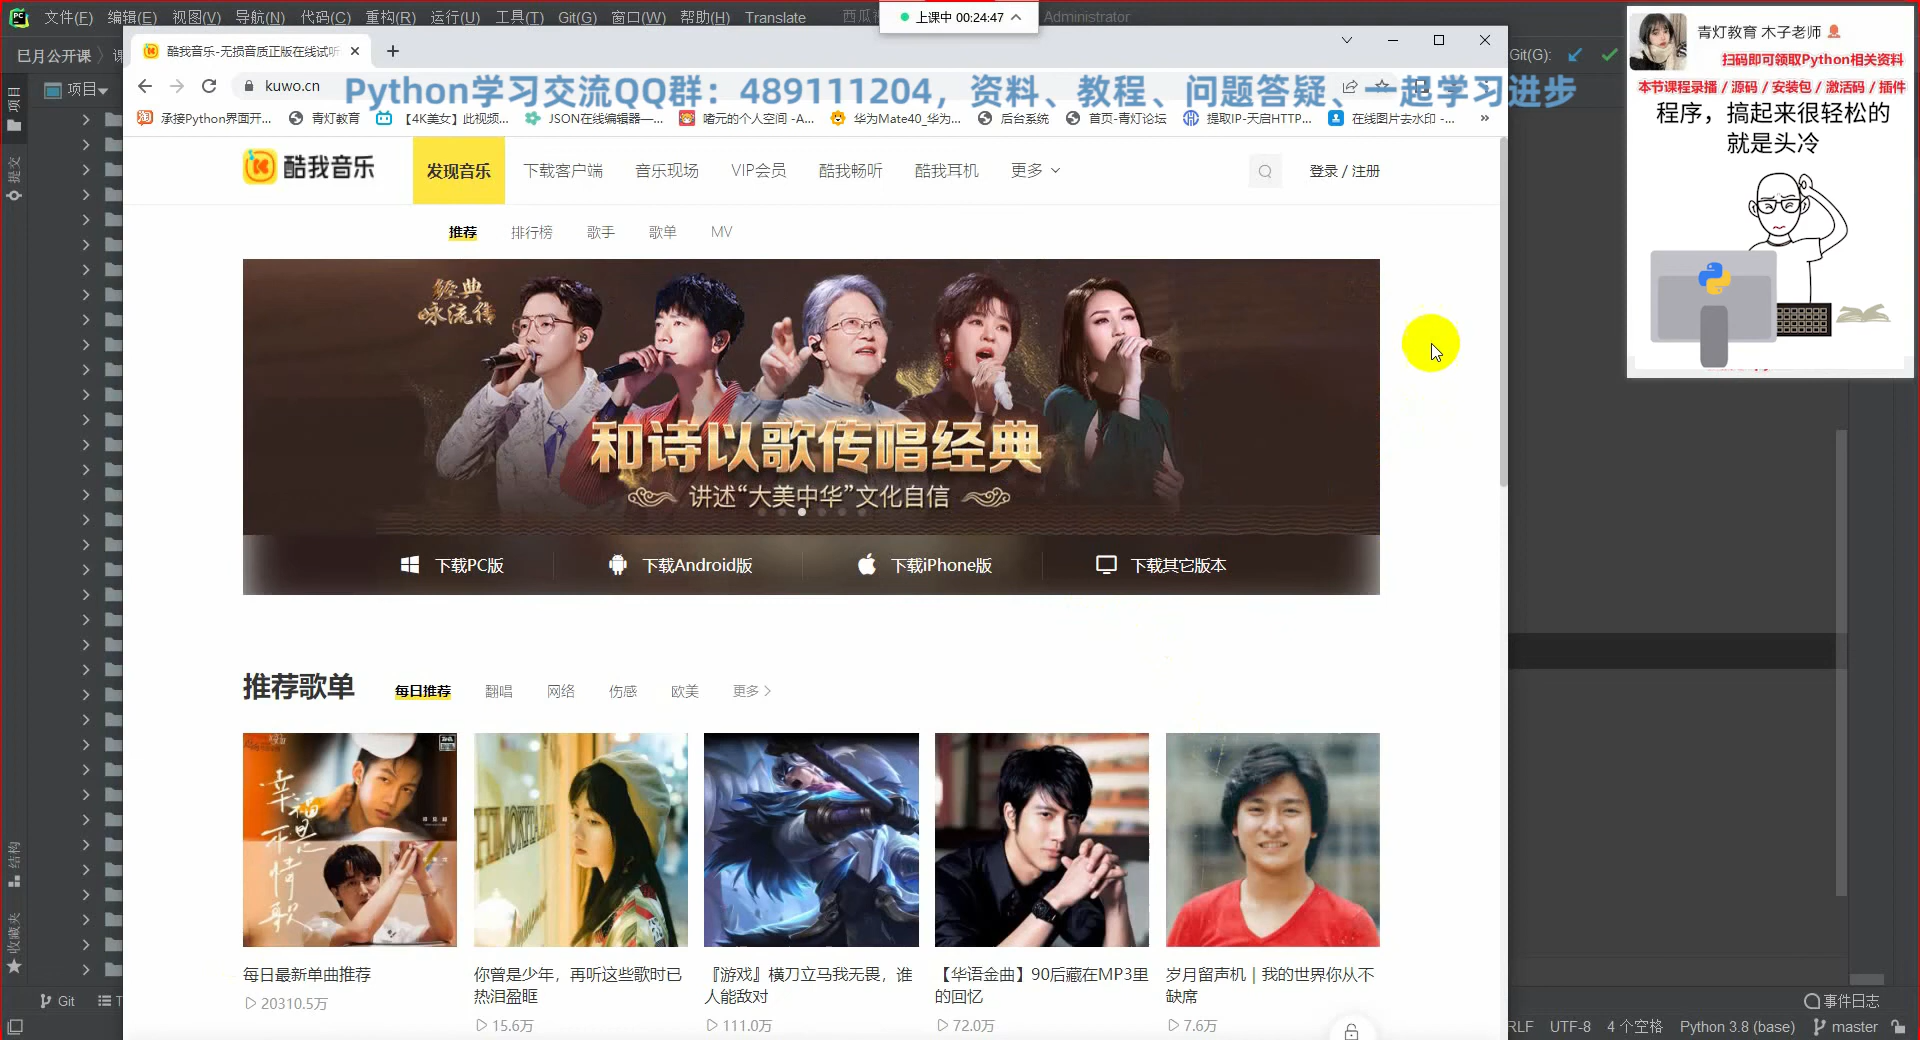 文件(F) 编辑(E) 视图(V) 导航(N) 代码(C) 重构(R) 运行(U) 工具(T) Git(G) 窗口(W) 帮助(H) Translate
上课中 00:24:47
Administrator
巳月公开课
Git(G):
项目
项目
提交
结构
收藏夹
酷我音乐-无损音质正版在线试听
kuwo.cn
Python学习交流QQ群：489111204，资料、教程、问题答疑、一起学习进步
承接Python界面开... 青灯教育 【4K美女】此视频... JSON在线编辑器—... 啫元的个人空间 -A... 华为Mate40_华为... 后台系统 首页-青灯论坛 提取IP-天启HTTP... 在线图片去水印 -... »
酷我音乐
发现音乐 下载客户端 音乐现场 VIP会员 酷我畅听 酷我耳机 更多
登录 / 注册
推荐 排行榜 歌手 歌单 MV
经典
咏流传
和诗以歌传唱经典
讲述“大美中华”文化自信
下载PC版 下载Android版 下载iPhone版 下载其它版本
推荐歌单 每日推荐 翻唱 网络 伤感 欧美 更多
幸福不是情歌
每日最新单曲推荐
20310.5万
你曾是少年，再听这些歌时已
热泪盈眶
15.6万
『游戏』横刀立马我无畏，谁
人能敌对
111.0万
【华语金曲】90后藏在MP3里
的回忆
72.0万
岁月留声机 | 我的世界你从不
缺席
7.6万
青灯教育 木子老师
扫码即可领取Python相关资料
本节课程录播 / 源码 / 安装包 / 激活码 / 插件
程序，搞起来很轻松的
就是头冷
Git
事件日志
RLF UTF-8 4 个空格 Python 3.8 (base) master